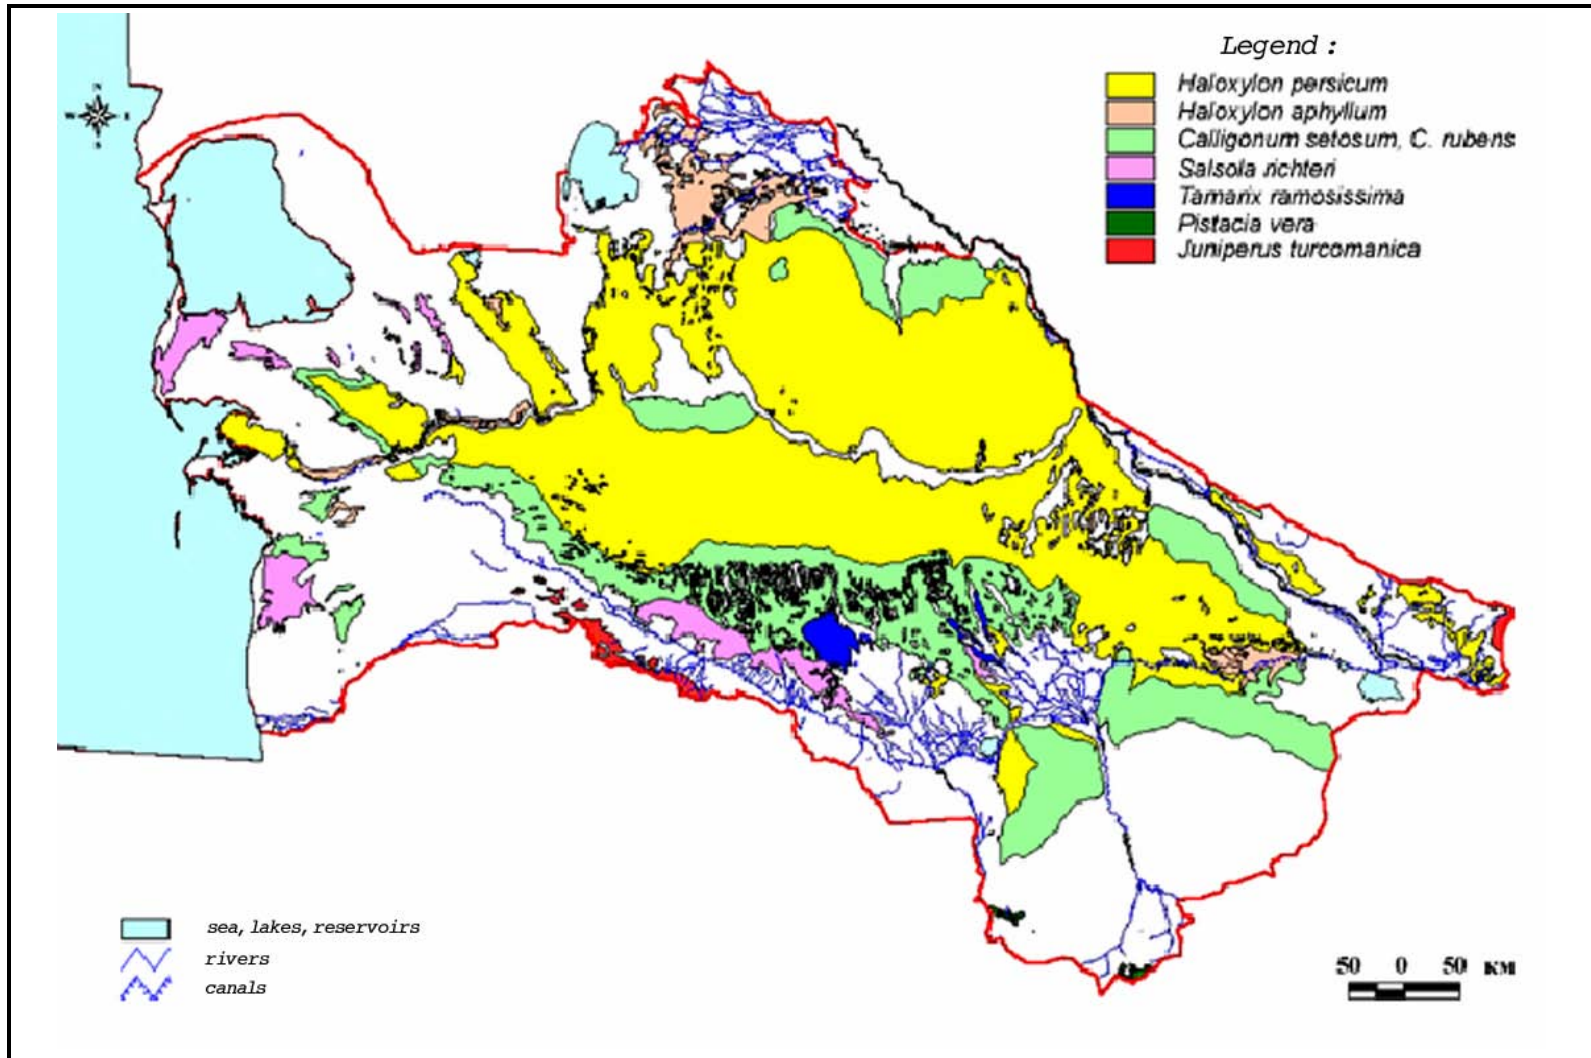 N
W E
S
Legend :
Haloxylon persicum
Haloxylon aphyllum
Calligonum setosum, C. rubens
Salsola richteri
Tamarix ramosissima
Pistacia vera
Juniperus turcomanica
sea, lakes, reservoirs
rivers
canals
50 0 50 KM